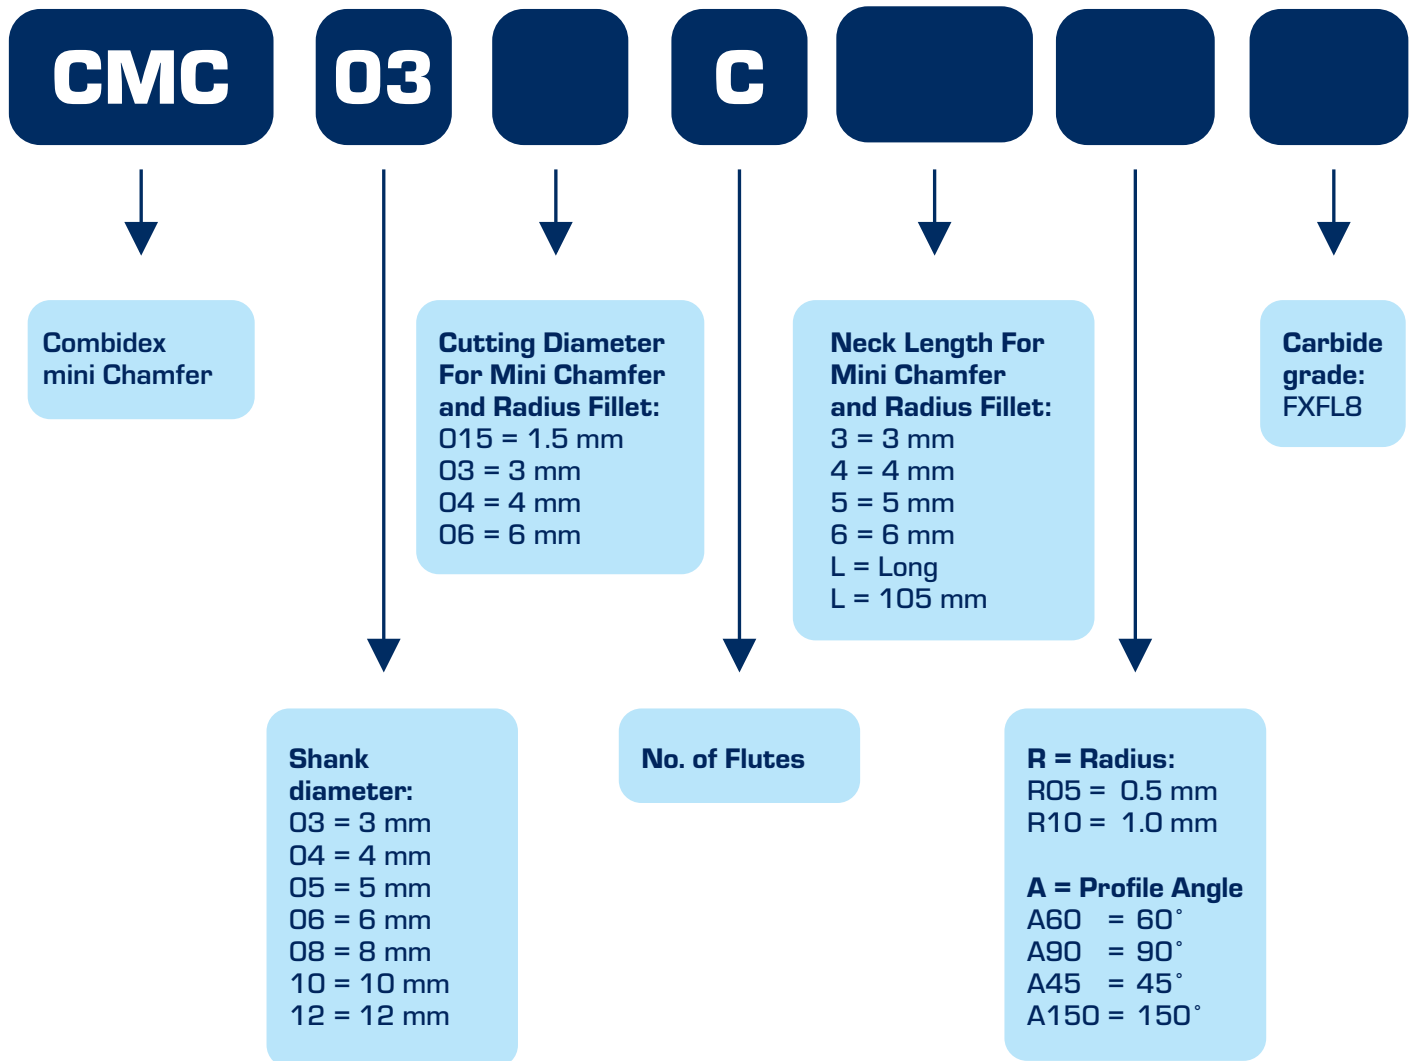 CMC 03 C
Combidex
mini Chamfer
Cutting Diameter
For Mini Chamfer
and Radius Fillet:
015 = 1.5 mm
03 = 3 mm
04 = 4 mm
06 = 6 mm
Neck Length For
Mini Chamfer
and Radius Fillet:
3 = 3 mm
4 = 4 mm
5 = 5 mm
6 = 6 mm
L = Long
L = 105 mm
Carbide
grade:
FXFL8
Shank
diameter:
03 = 3 mm
04 = 4 mm
05 = 5 mm
06 = 6 mm
08 = 8 mm
10 = 10 mm
12 = 12 mm
No. of Flutes
R = Radius:
R05 = 0.5 mm
R10 = 1.0 mm
A = Profile Angle
A60 = 60°
A90 = 90°
A45 = 45°
A150 = 150°